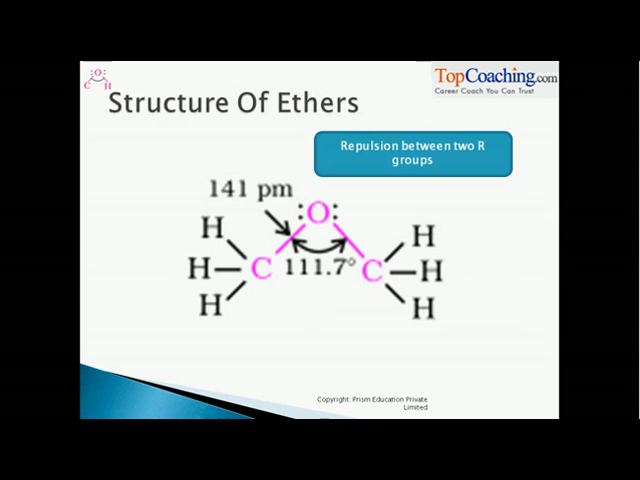 O
C H
TopCoaching.com
Career Coach You Can Trust
Structure Of Ethers
Repulsion between two R
groups
141 pm
:O:
H H
H C 111.7° C H
H H
Copyright: Prism Education Private
Limited